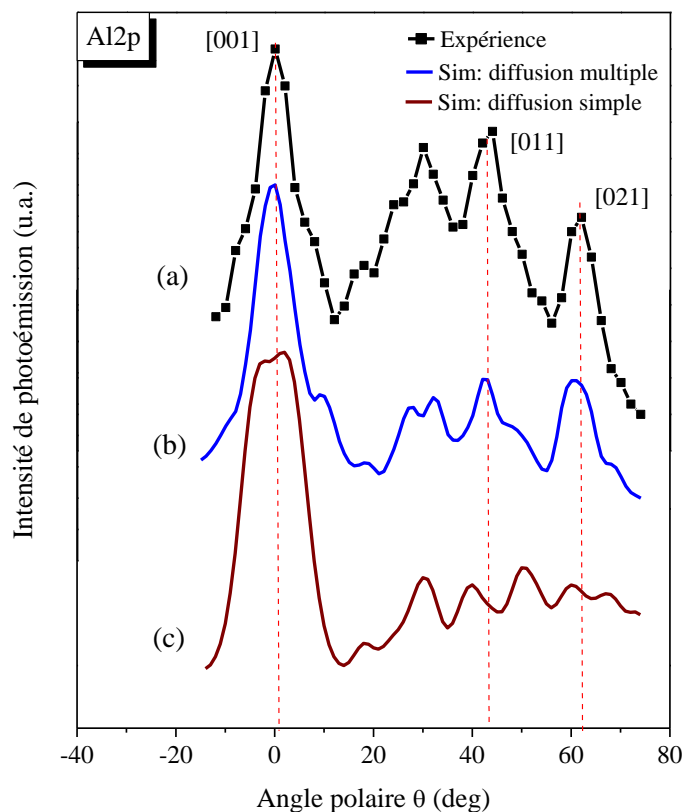 Al2p
[001]
Expérience
Sim: diffusion multiple
Sim: diffusion simple
[011]
[021]
(a)
(b)
(c)
Intensité de photoémission (u.a.)
-40 -20 0 20 40 60 80
Angle polaire θ (deg)